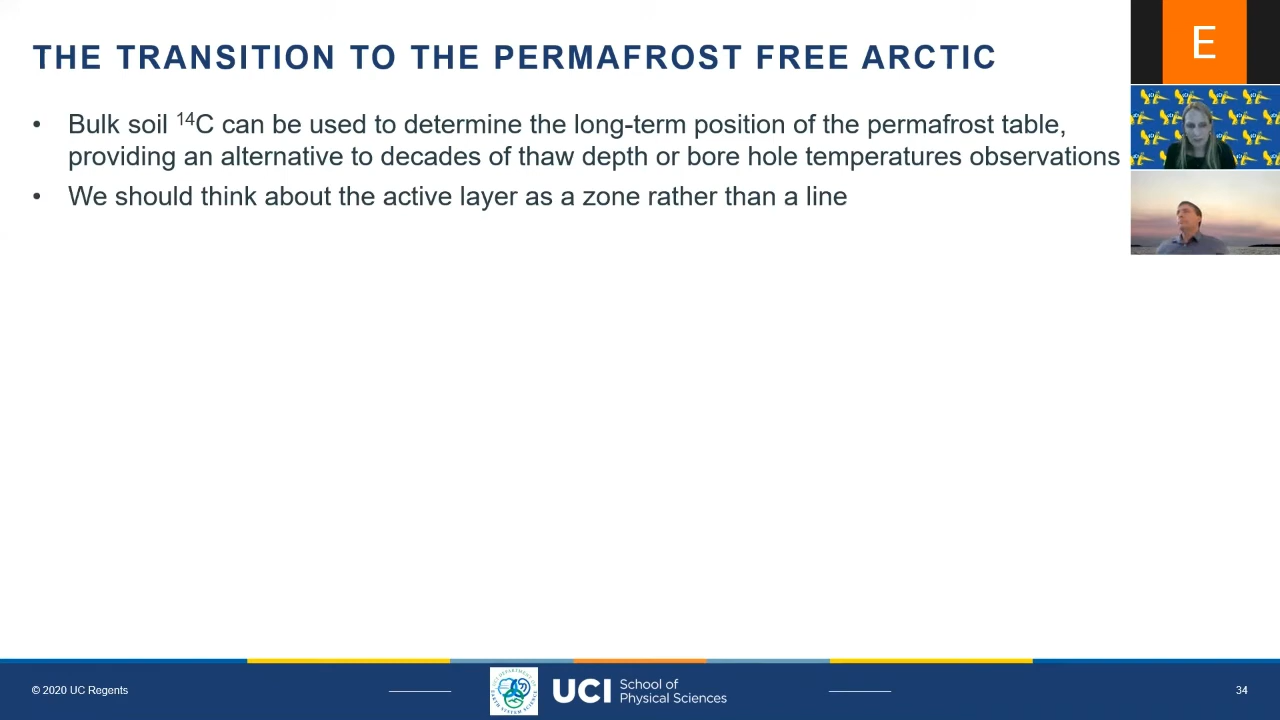 THE TRANSITION TO THE PERMAFROST FREE ARCTIC
• Bulk soil ¹⁴C can be used to determine the long-term position of the permafrost table,
providing an alternative to decades of thaw depth or bore hole temperatures observations
• We should think about the active layer as a zone rather than a line
E
© 2020 UC Regents
UCI School of
Physical Sciences
34